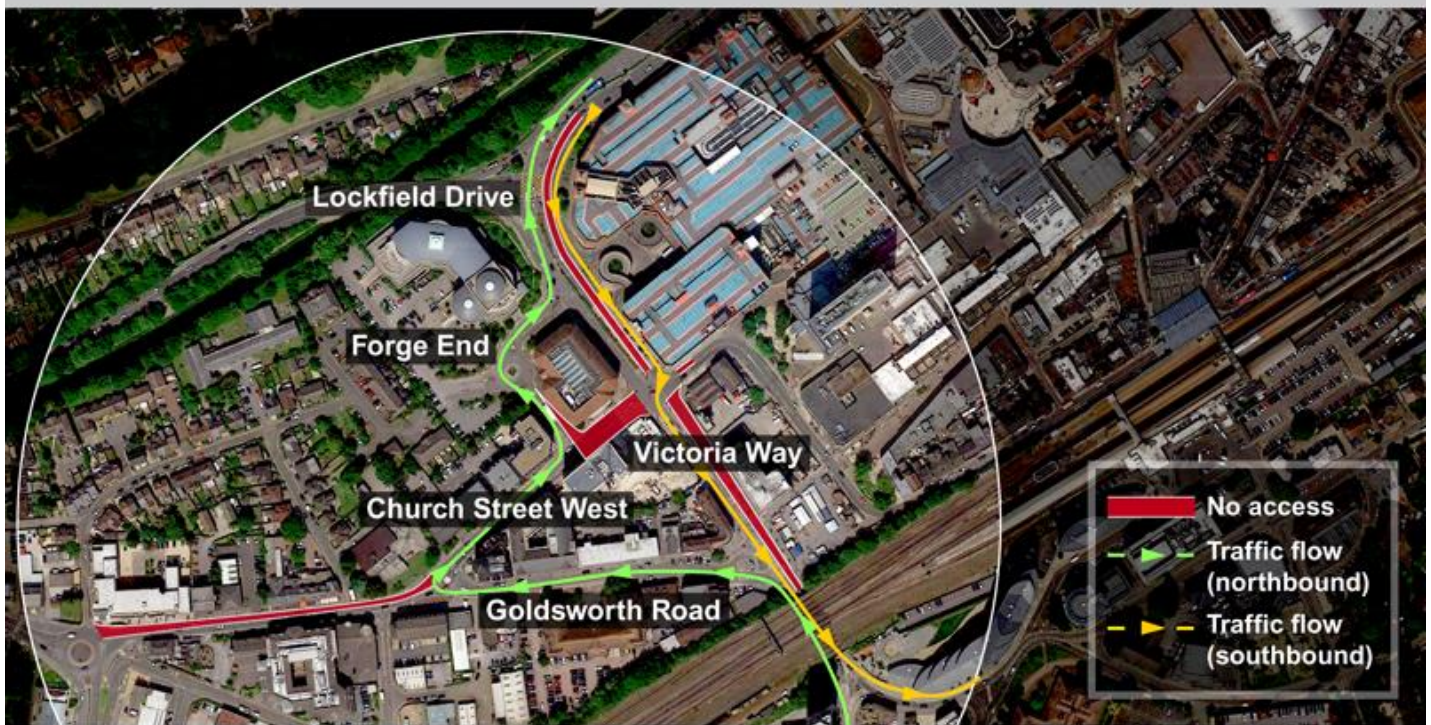 Lockfield Drive
Forge End
Victoria Way
Church Street West
Goldsworth Road
No access
Traffic flow
(northbound)
Traffic flow
(southbound)